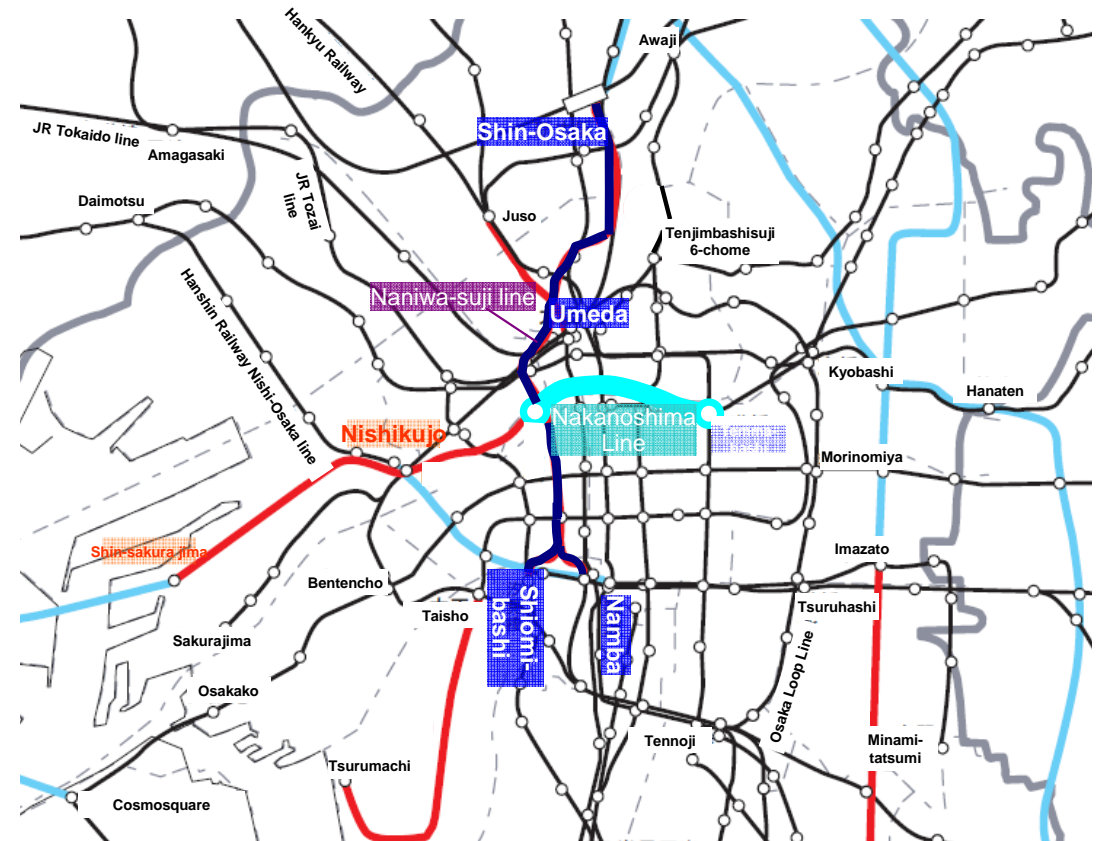 Hankyu Railway
Awaji
Shin-Osaka
JR Tokaido line
Amagasaki
JR Tozai
line
Daimotsu
Juso
Tenjimbashisuji
6-chome
Hanshin Railway Nishi-Osaka line
Naniwa-suji line
Umeda
Kyobashi
Hanaten
Nakanoshima
Line
Nishikujo
Morinomiya
Shin-sakura jima
Imazato
Bentencho
Taisho
Shiomi-
bashi
Namba
Tsuruhashi
Sakurajima
Osaka Loop Line
Osakako
Tennoji
Minami-
tatsumi
Tsurumachi
Cosmosquare